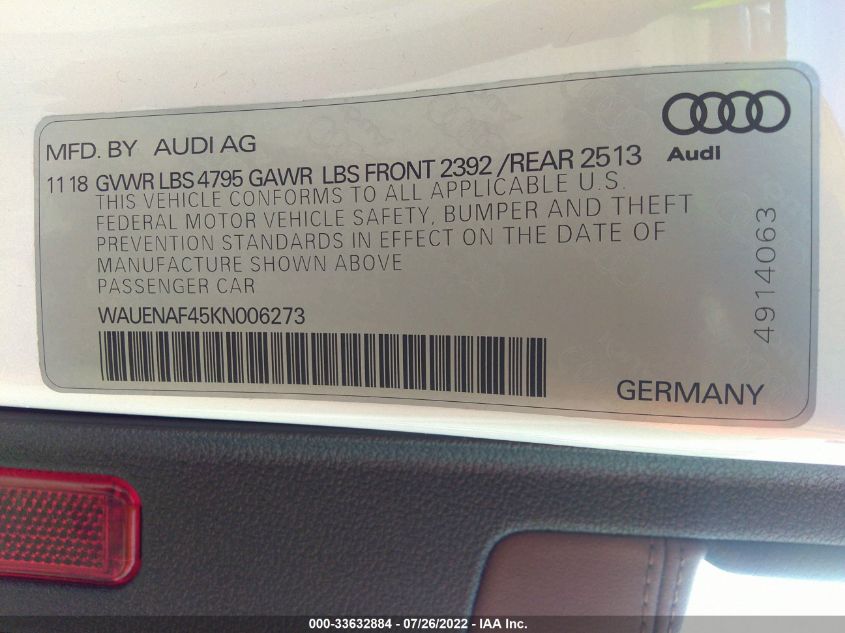 MFD. BY AUDI AG
Audi
11 18 GVWR LBS 4795 GAWR LBS FRONT 2392 /REAR 2513
THIS VEHICLE CONFORMS TO ALL APPLICABLE U.S.
FEDERAL MOTOR VEHICLE SAFETY, BUMPER AND THEFT
PREVENTION STANDARDS IN EFFECT ON THE DATE OF
MANUFACTURE SHOWN ABOVE
PASSENGER CAR
WAUENAF45KN006273
4914063
GERMANY
000-33632884 - 07/26/2022 - IAA Inc.